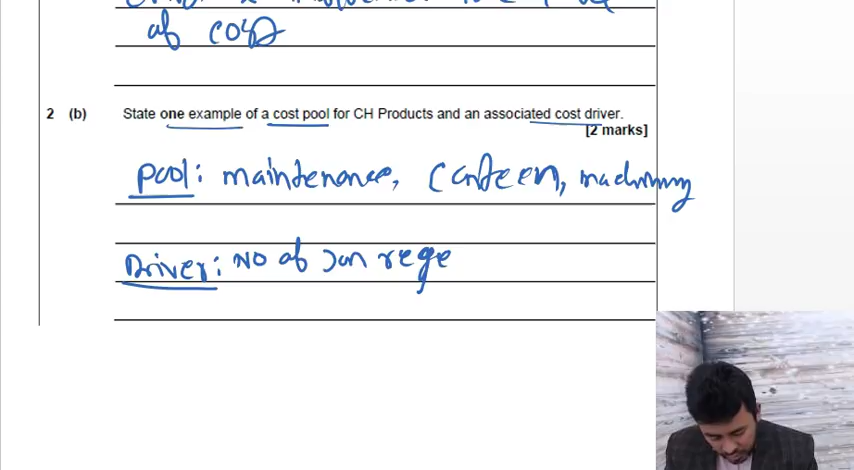 of cost
2 (b) State one example of a cost pool for CH Products and an associated cost driver.
[2 marks]
Pool: maintenance, Canteen, machining
Driver: No of